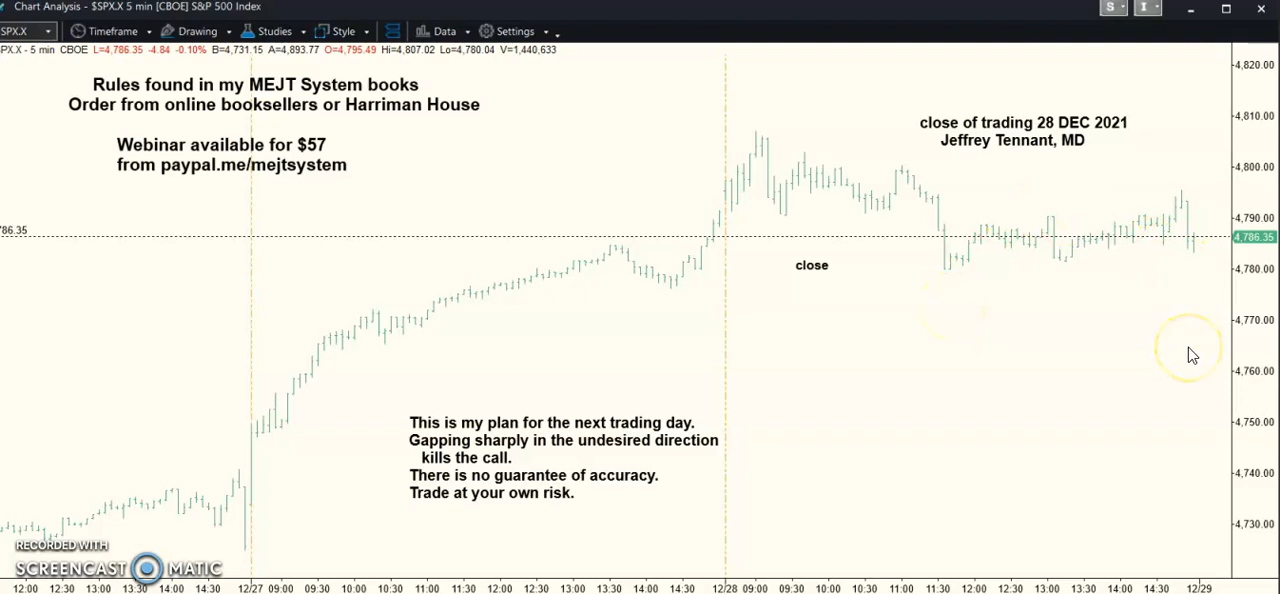 Chart Analysis - $SPX.X 5 min [CBOE] S&P 500 Index
S
I
SPX.X
Timeframe
Drawing
Studies
Style
Data
Settings
PX.X - 5 min CBOE L=4,786.35 -4.84 -0.10% B=4,731.15 A=4,893.77 O=4,795.49 Hi=4,807.02 Lo=4,780.04 V=1,440,633
Rules found in my MEJT System books
Order from online booksellers or Harriman House
Webinar available for $57
from paypal.me/mejtsystem
close of trading 28 DEC 2021
Jeffrey Tennant, MD
786.35
close
This is my plan for the next trading day.
Gapping sharply in the undesired direction
kills the call.
There is no guarantee of accuracy.
Trade at your own risk.
4,820.00
4,810.00
4,800.00
4,790.00
4,786.35
4,780.00
4,770.00
4,760.00
4,750.00
4,740.00
4,730.00
RECORDED WITH
SCREENCAST MATIC
12:00 12:30 13:00 13:30 14:00 14:30 12/27 09:00 09:30 10:00 10:30 11:00 11:30 12:00 12:30 13:00 13:30 14:00 14:30 12/28 09:00 09:30 10:00 10:30 11:00 11:30 12:00 12:30 13:00 13:30 14:00 14:30 12/29